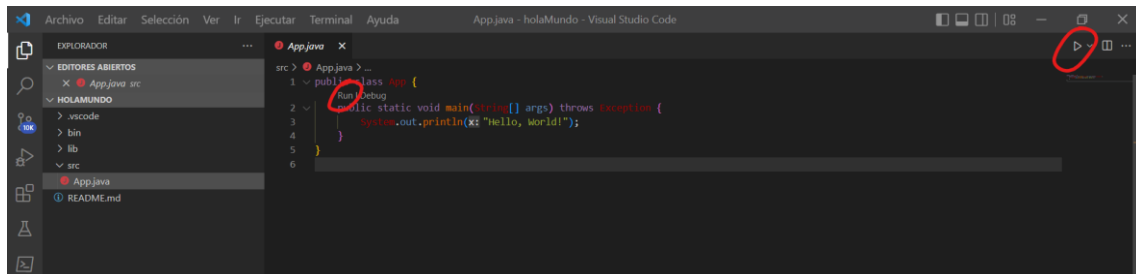 Archivo Editar Selección Ver Ir Ejecutar Terminal Ayuda App.java - holaMundo - Visual Studio Code
EXPLORADOR ...
EDITORES ABIERTOS
App.java src
HOLAMUNDO
.vscode
bin
lib
src
App.java
README.md
10K
App.java
src > App.java > ...
1 public class App {
Run | Debug
2 public static void main(String[] args) throws Exception {
3 System.out.println(x: "Hello, World!");
4 }
5 }
6